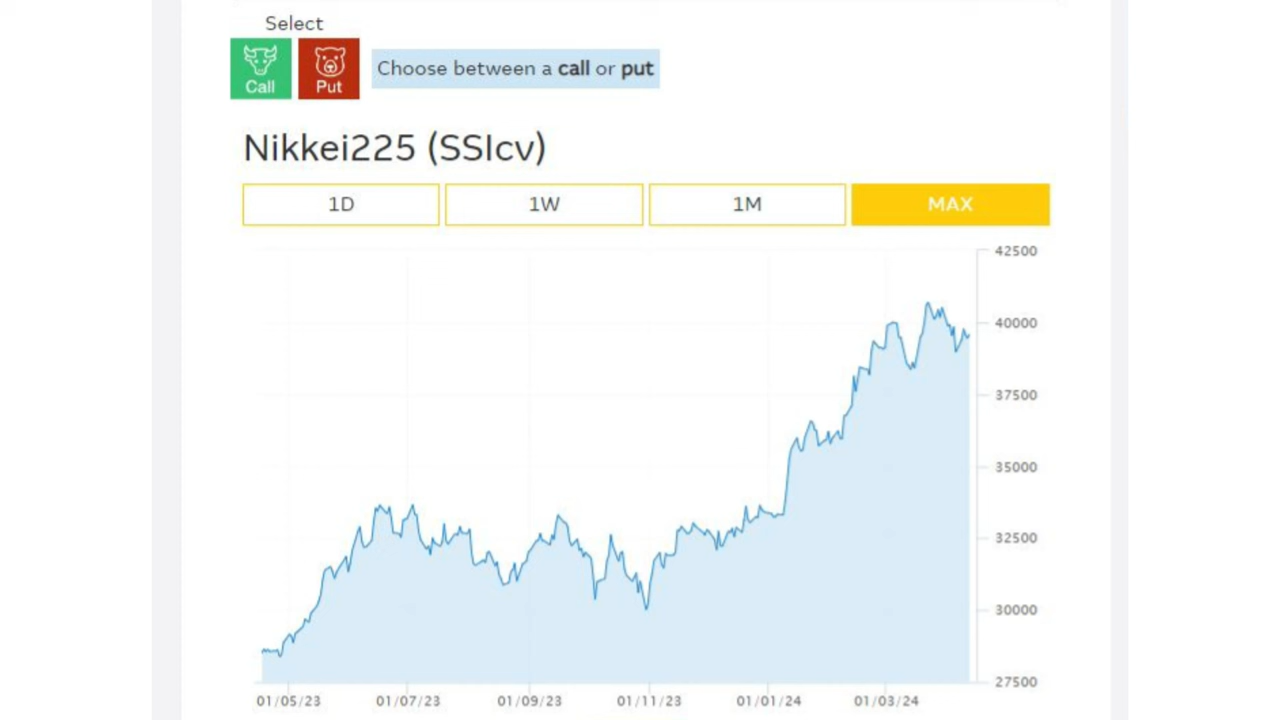 Select
Call
Put
Choose between a call or put
Nikkei225 (SSIcv)
1D
1W
1M
MAX
42500
40000
37500
35000
32500
30000
27500
01/05/23
01/07/23
01/09/23
01/11/23
01/01/24
01/03/24